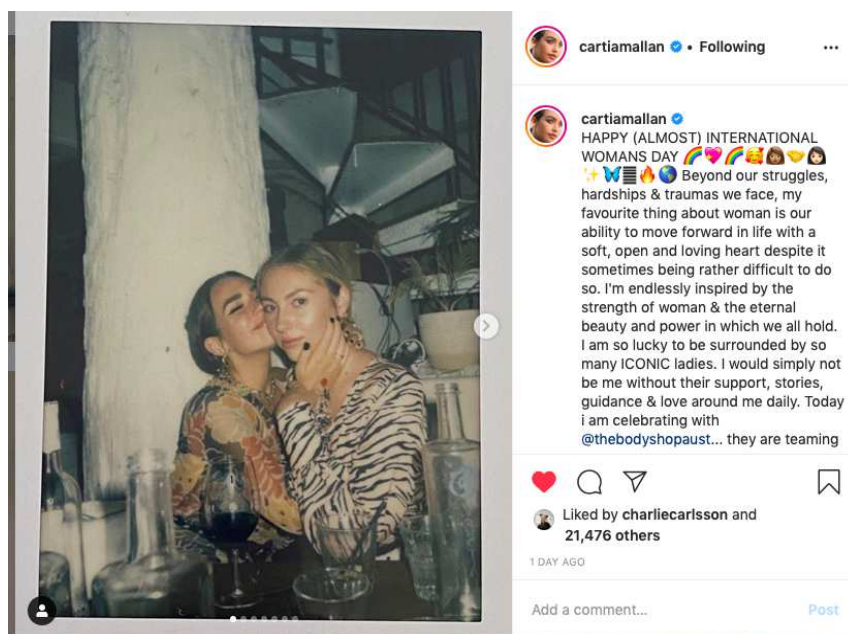 cartiamallan • Following
cartiamallan
HAPPY (ALMOST) INTERNATIONAL
WOMANS DAY 🌈💖🌈🥰👩🏽🤝👩🏻
✨🦋🏿🔥🌎 Beyond our struggles,
hardships & traumas we face, my
favourite thing about woman is our
ability to move forward in life with a
soft, open and loving heart despite it
sometimes being rather difficult to do
so. I'm endlessly inspired by the
strength of woman & the eternal
beauty and power in which we all hold.
I am so lucky to be surrounded by so
many ICONIC ladies. I would simply not
be me without their support, stories,
guidance & love around me daily. Today
i am celebrating with
@thebodyshopaust... they are teaming
Liked by charliecarlsson and
21,476 others
1 DAY AGO
Add a comment...
Post